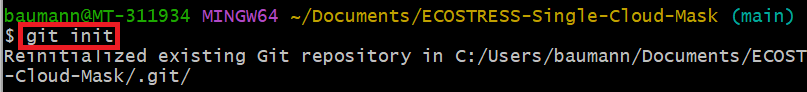 baumann@MT-311934 MINGW64 ~/Documents/ECOSTRESS-Single-Cloud-Mask (main)
$ git init
Reinitialized existing Git repository in C:/Users/baumann/Documents/ECOST
-Cloud-Mask/.git/